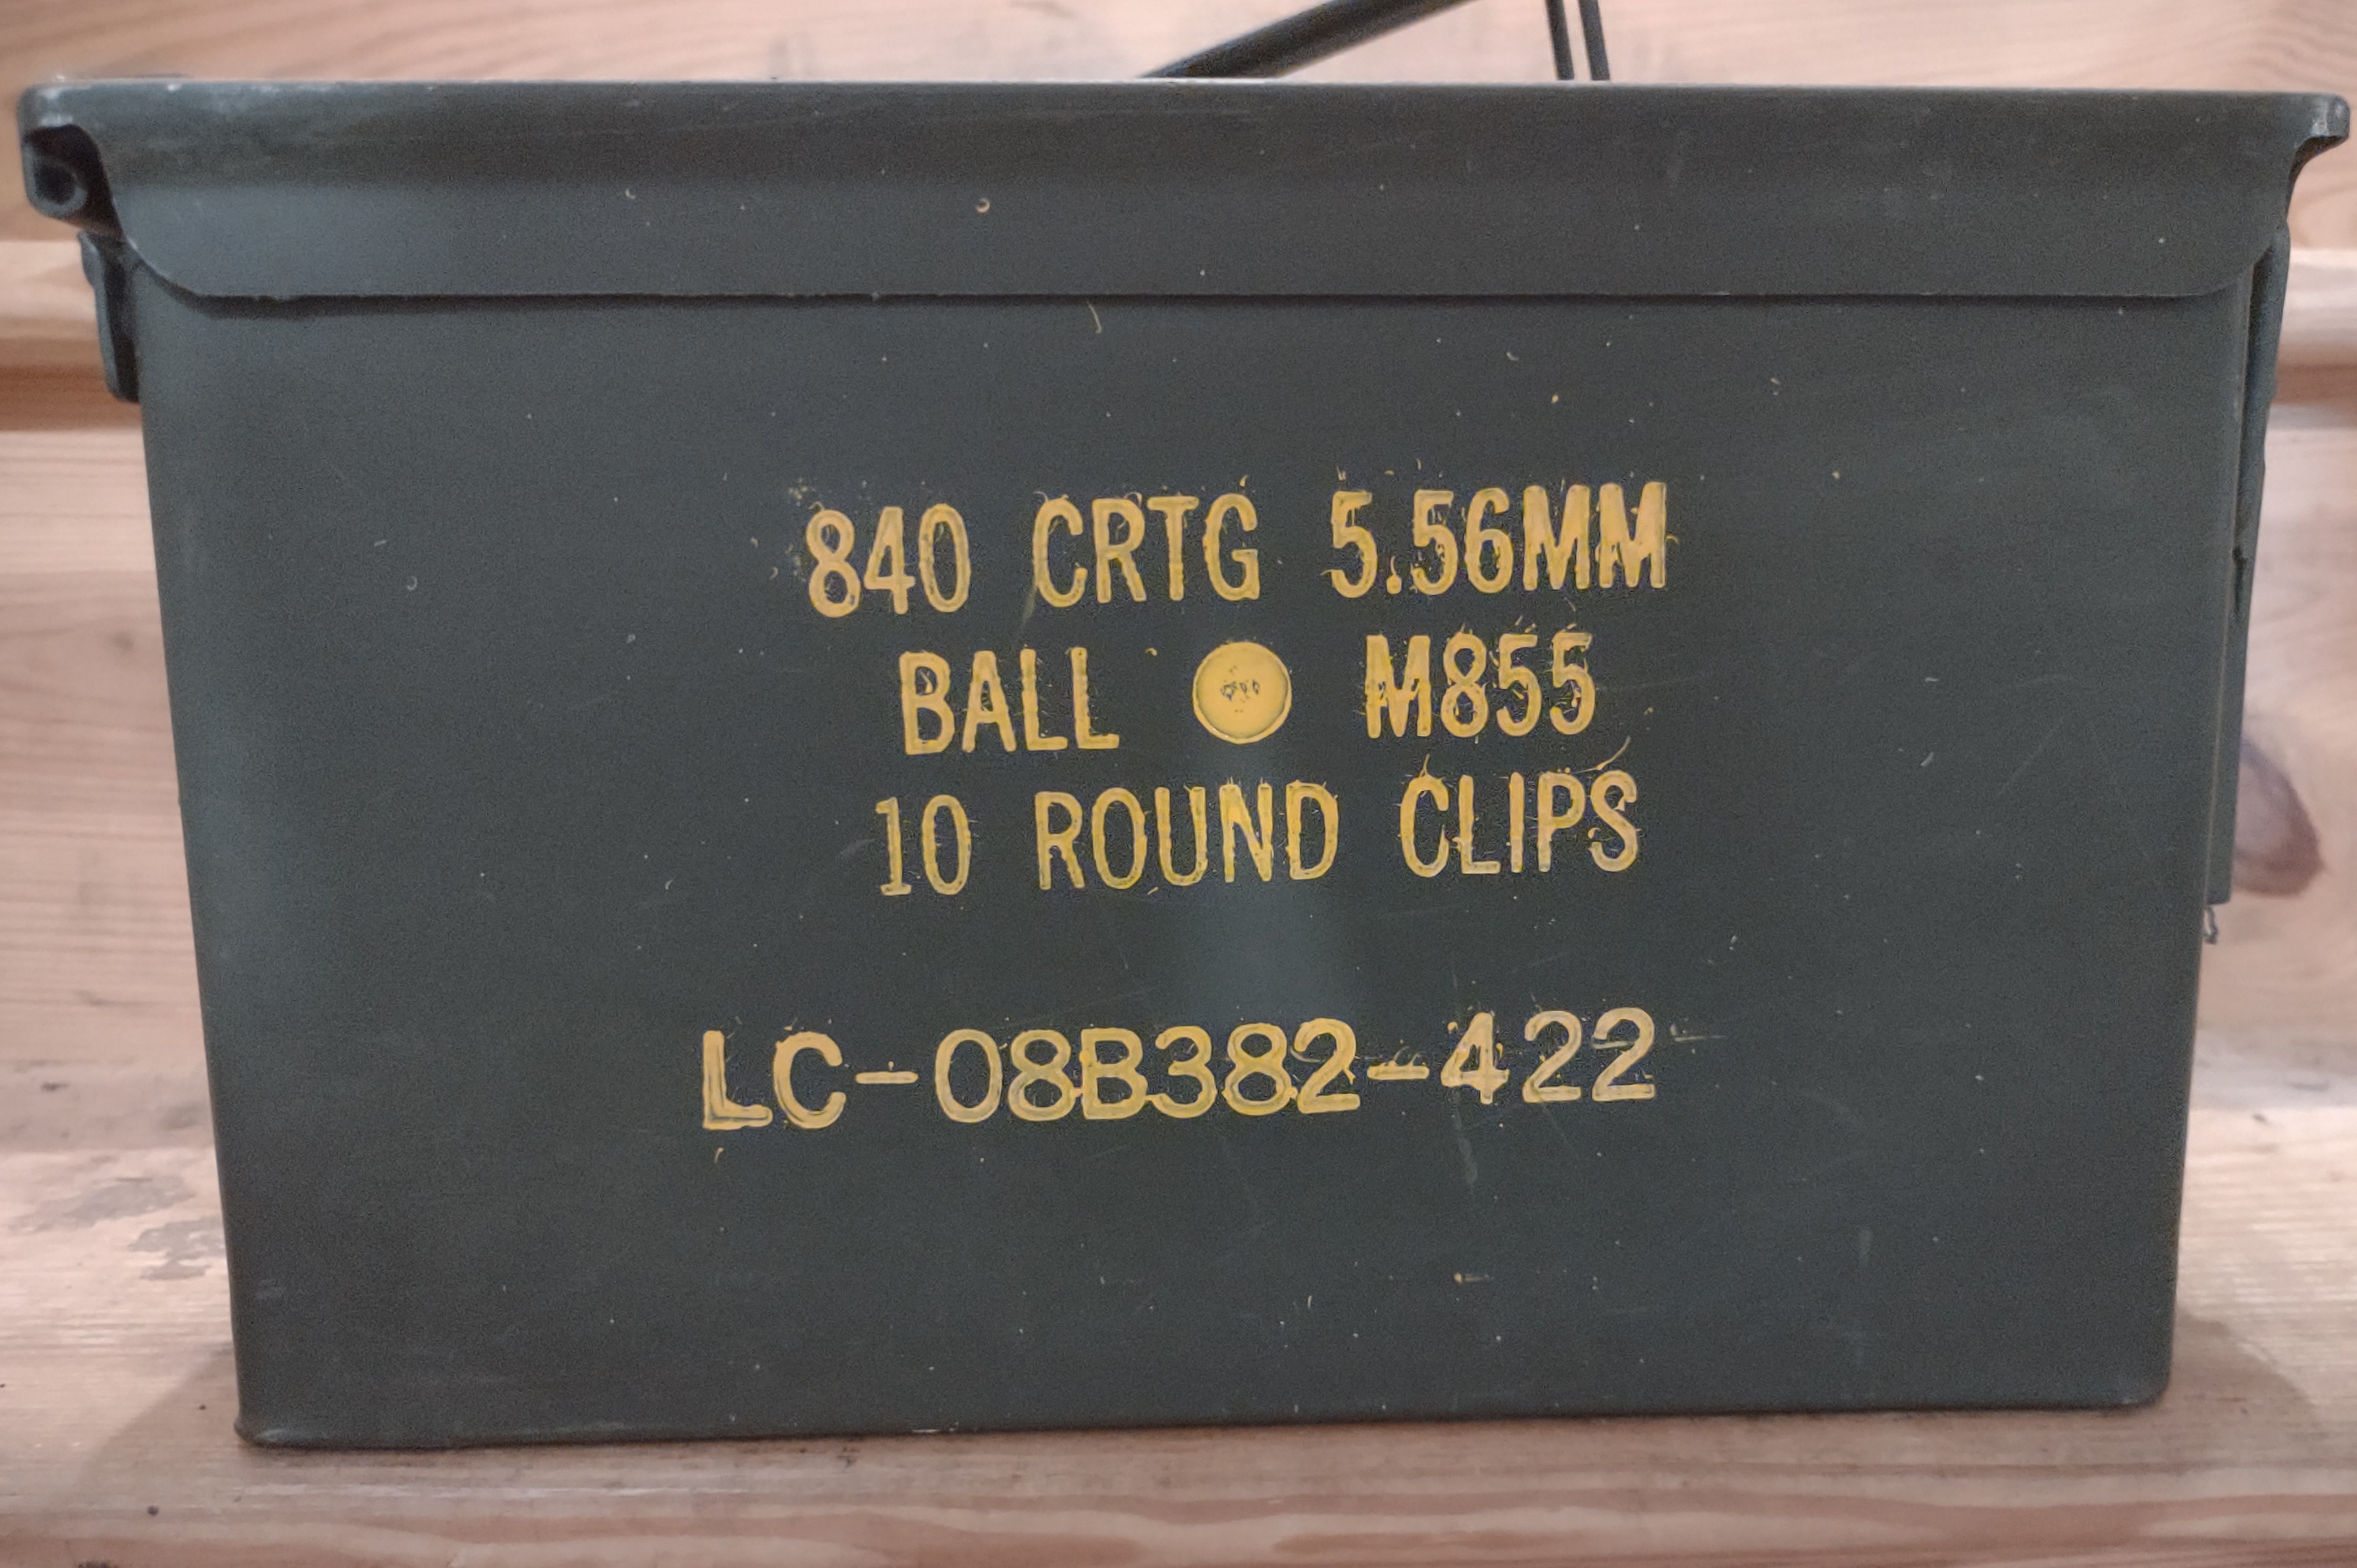 840 CRTG 5.56MM
BALL M855
10 ROUND CLIPS
LC-08B382-422